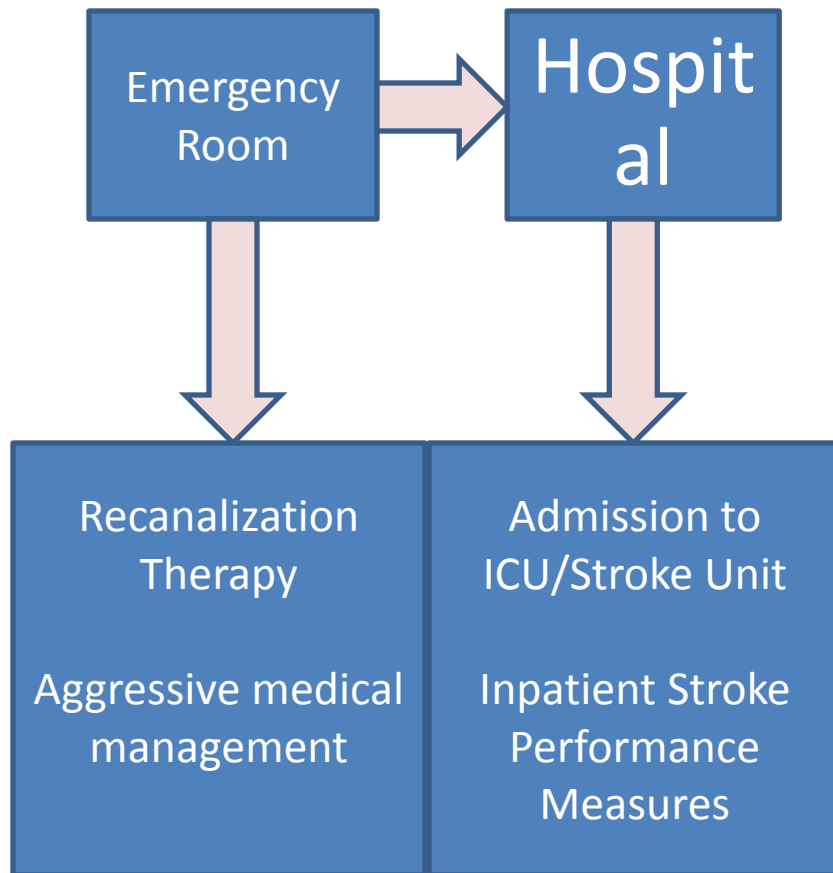 Emergency
Room
Hospit
al
Recanalization
Therapy
Aggressive medical
management
Admission to
ICU/Stroke Unit
Inpatient Stroke
Performance
Measures